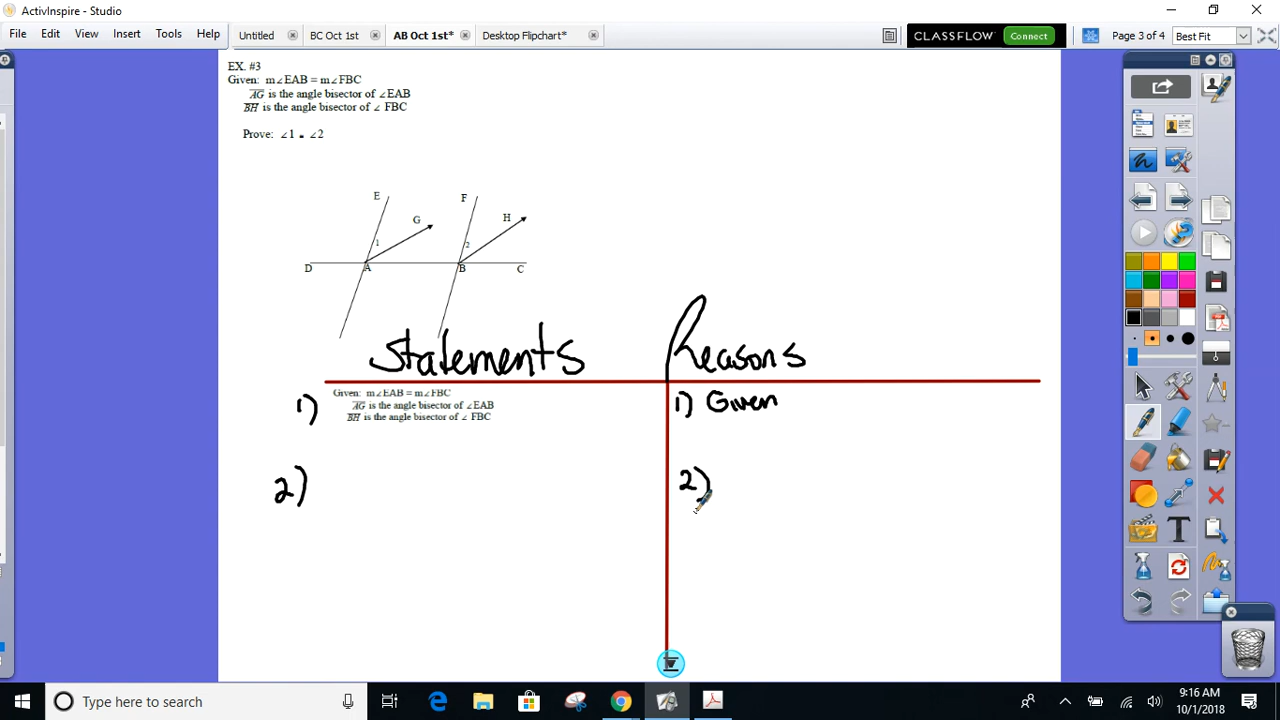 ActivInspire - Studio
File Edit View Insert Tools Help
Untitled
BC Oct 1st
AB Oct 1st*
Desktop Flipchart*
CLASSFLOW Connect
Page 3 of 4
Best Fit
EX. #3
Given: m∠EAB = m∠FBC
AG is the angle bisector of ∠EAB
BH is the angle bisector of ∠ FBC
Prove: ∠1 = ∠2
E
F
G
H
1
2
D
A
B
C
Statements
Reasons
1)
Given: m∠EAB = m∠FBC
AG is the angle bisector of ∠EAB
BH is the angle bisector of ∠ FBC
1) Given
2)
2)
Type here to search
9:16 AM
10/1/2018